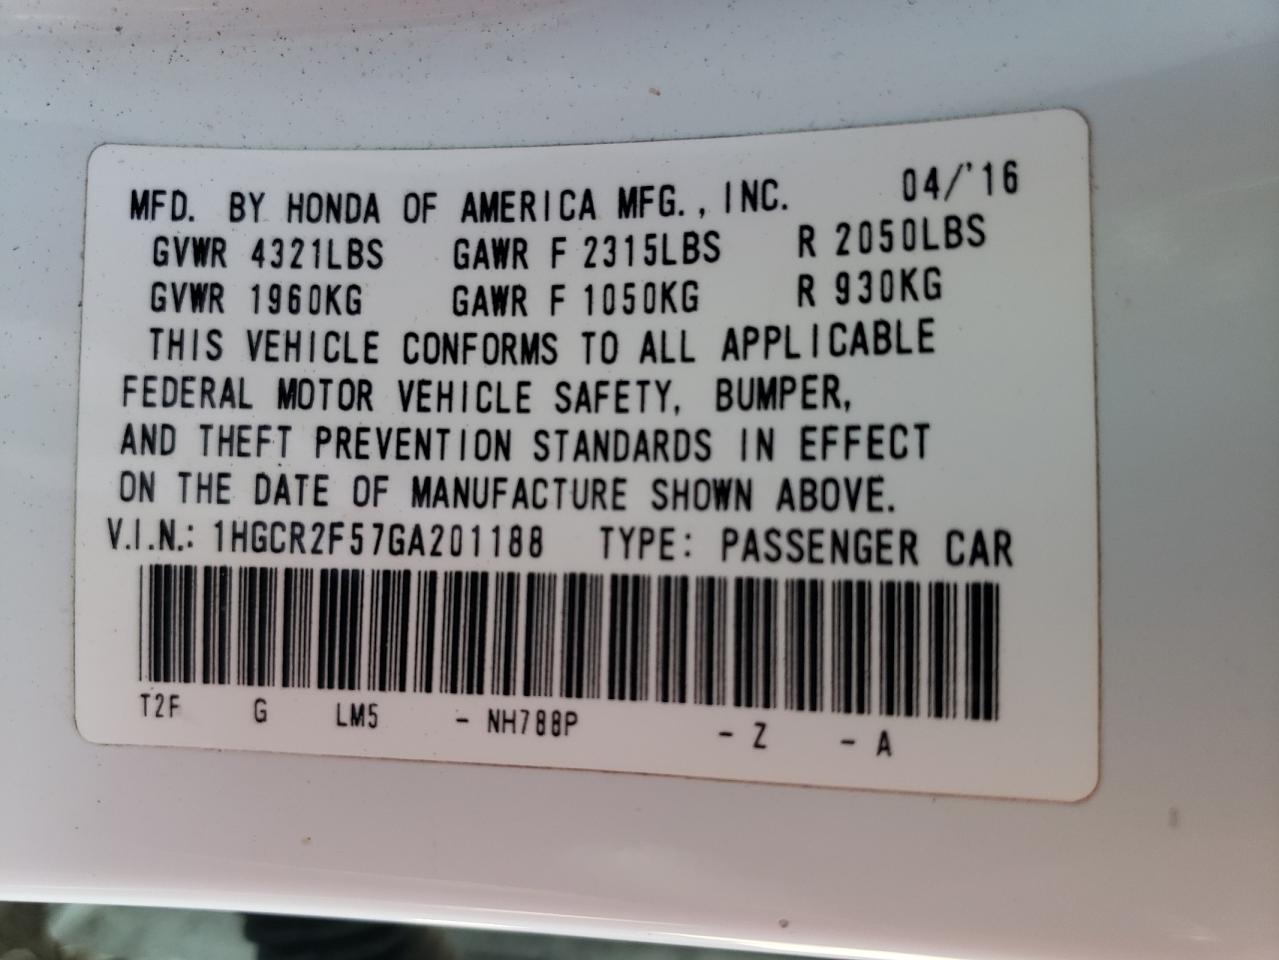 MFD. BY HONDA OF AMERICA MFG., INC. 04/'16
GVWR 4321LBS GAWR F 2315LBS R 2050LBS
GVWR 1960KG GAWR F 1050KG R 930KG
THIS VEHICLE CONFORMS TO ALL APPLICABLE
FEDERAL MOTOR VEHICLE SAFETY, BUMPER,
AND THEFT PREVENTION STANDARDS IN EFFECT
ON THE DATE OF MANUFACTURE SHOWN ABOVE.
V.I.N.: 1HGCR2F57GA201188 TYPE: PASSENGER CAR
T2F G LM5 - NH788P - Z - A